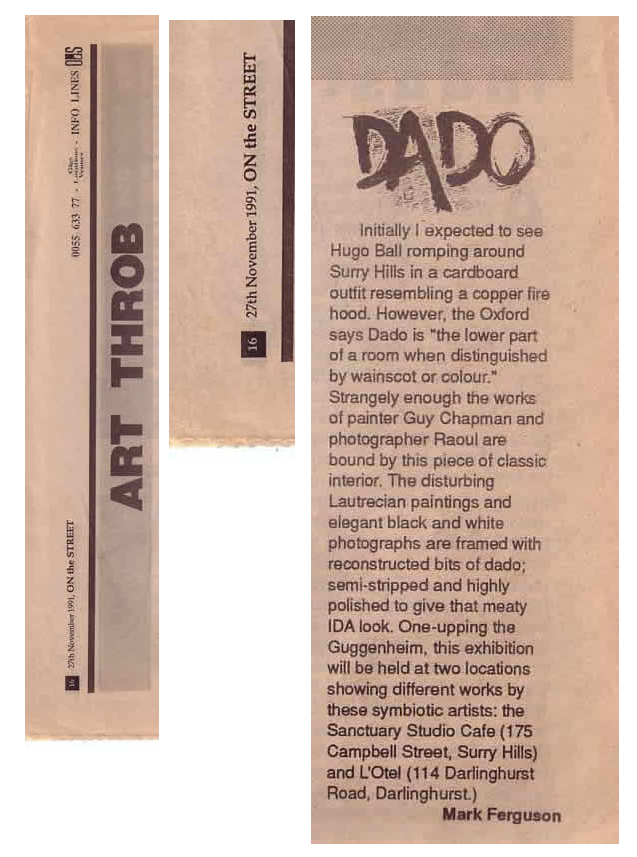 16 27th November 1991, ON the STREET
0055 633 77 - Gigs Locations Venues - INFO LINES
ART THROB
16 27th November 1991, ON the STREET
DADO
Initially I expected to see
Hugo Ball romping around
Surry Hills in a cardboard
outfit resembling a copper fire
hood. However, the Oxford
says Dado is "the lower part
of a room when distinguished
by wainscot or colour."
Strangely enough the works
of painter Guy Chapman and
photographer Raoul are
bound by this piece of classic
interior. The disturbing
Lautrecian paintings and
elegant black and white
photographs are framed with
reconstructed bits of dado;
semi-stripped and highly
polished to give that meaty
IDA look. One-upping the
Guggenheim, this exhibition
will be held at two locations
showing different works by
these symbiotic artists: the
Sanctuary Studio Cafe (175
Campbell Street, Surry Hills)
and L'Otel (114 Darlinghurst
Road, Darlinghurst.)
Mark Ferguson